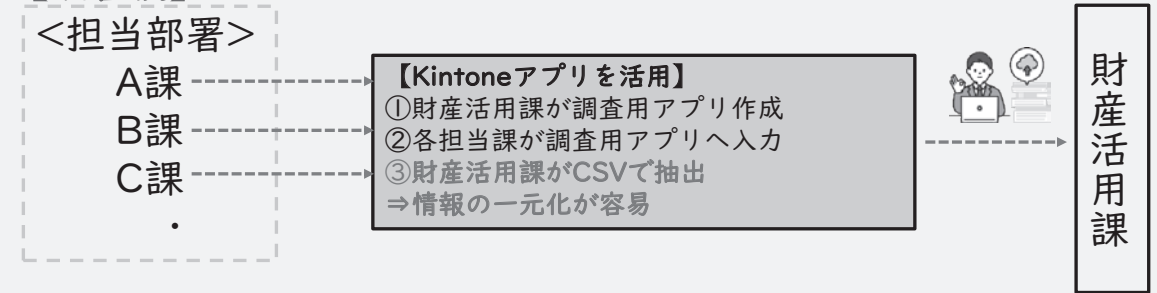 <担当部署>
A課
B課
C課
・
【Kintoneアプリを活用】
①財産活用課が調査用アプリ作成
②各担当課が調査用アプリへ入力
③財産活用課がCSVで抽出
⇒情報の一元化が容易
財産活用課